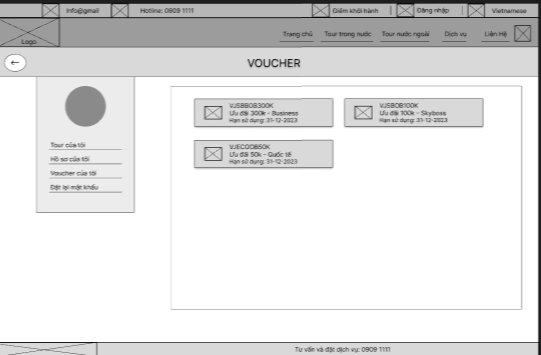 Info@gmail
Hotline: 0909 1111
Điểm khởi hành
Đăng nhập
Vietnamese
Logo
Trang chủ
Tour trong nước
Tour nước ngoài
Dịch vụ
Liên Hệ
VOUCHER
Tour của tôi
Hồ sơ của tôi
Voucher của tôi
Đặt lại mật khẩu
VJSBBOB300K
Ưu đãi 300k - Business
Hạn sử dụng: 31-12-2023
VJSBOB100K
Ưu đãi 100k - Skyboss
Hạn sử dụng: 31-12-2023
VJECOOB50K
Ưu đãi 50k - Quốc tế
Hạn sử dụng: 31-12-2023
Tư vấn và đặt dịch vụ: 0909 1111